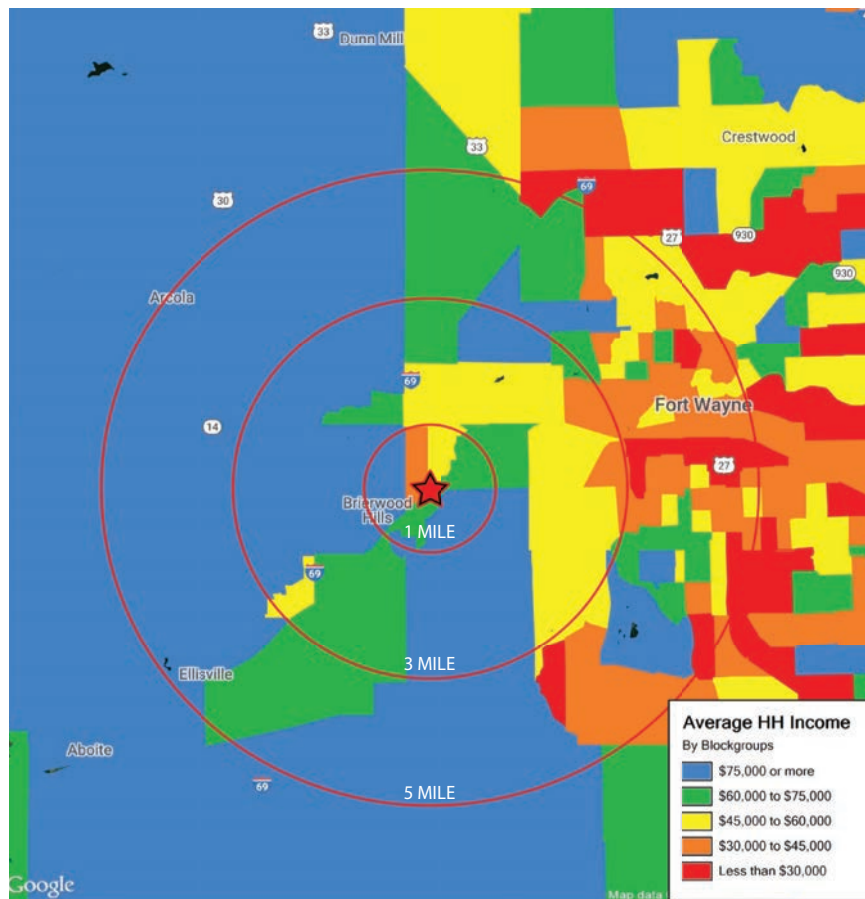 33
Dunn Mill
Crestwood
33
69
30
27
930
Arcola
930
69
14
Fort Wayne
27
Brierwood
Hills
1 MILE
69
3 MILE
Ellisville
Aboite
69
5 MILE
Average HH Income
By Blockgroups
$75,000 or more
$60,000 to $75,000
$45,000 to $60,000
$30,000 to $45,000
Less than $30,000
Google
Map data